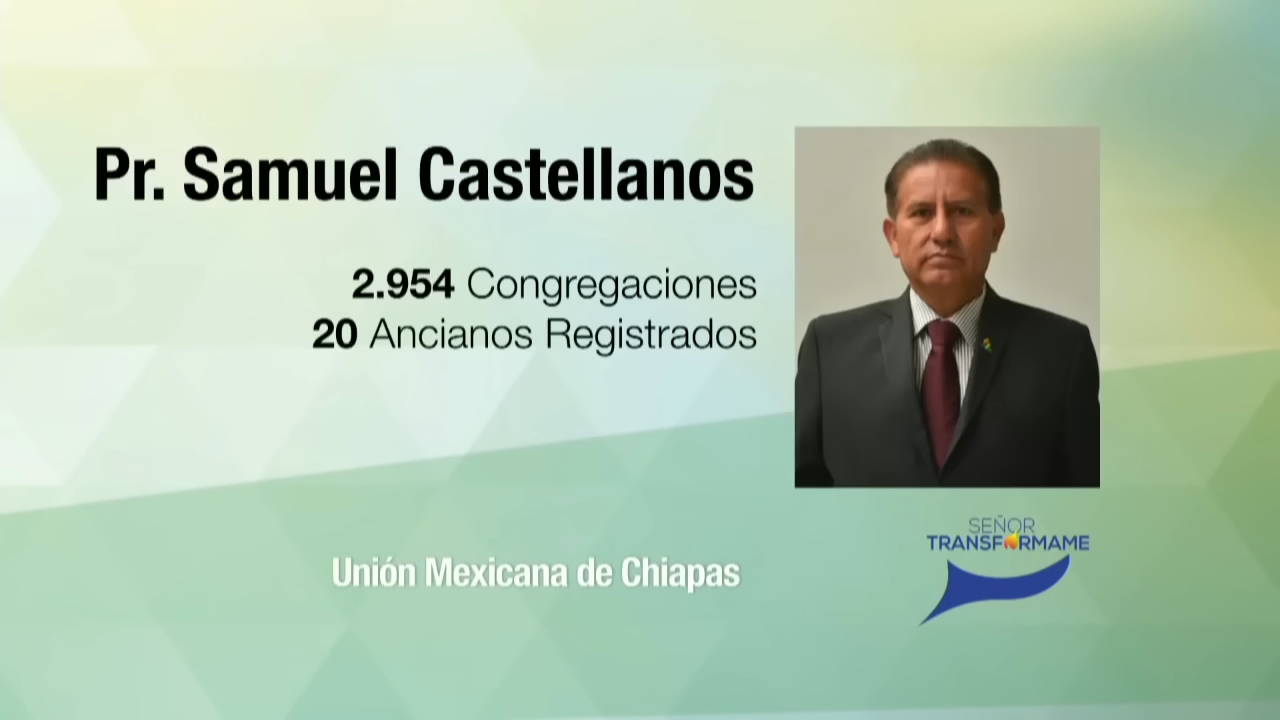 Pr. Samuel Castellanos
2.954 Congregaciones
20 Ancianos Registrados
SEÑOR
TRANSFORMAME
Unión Mexicana de Chiapas